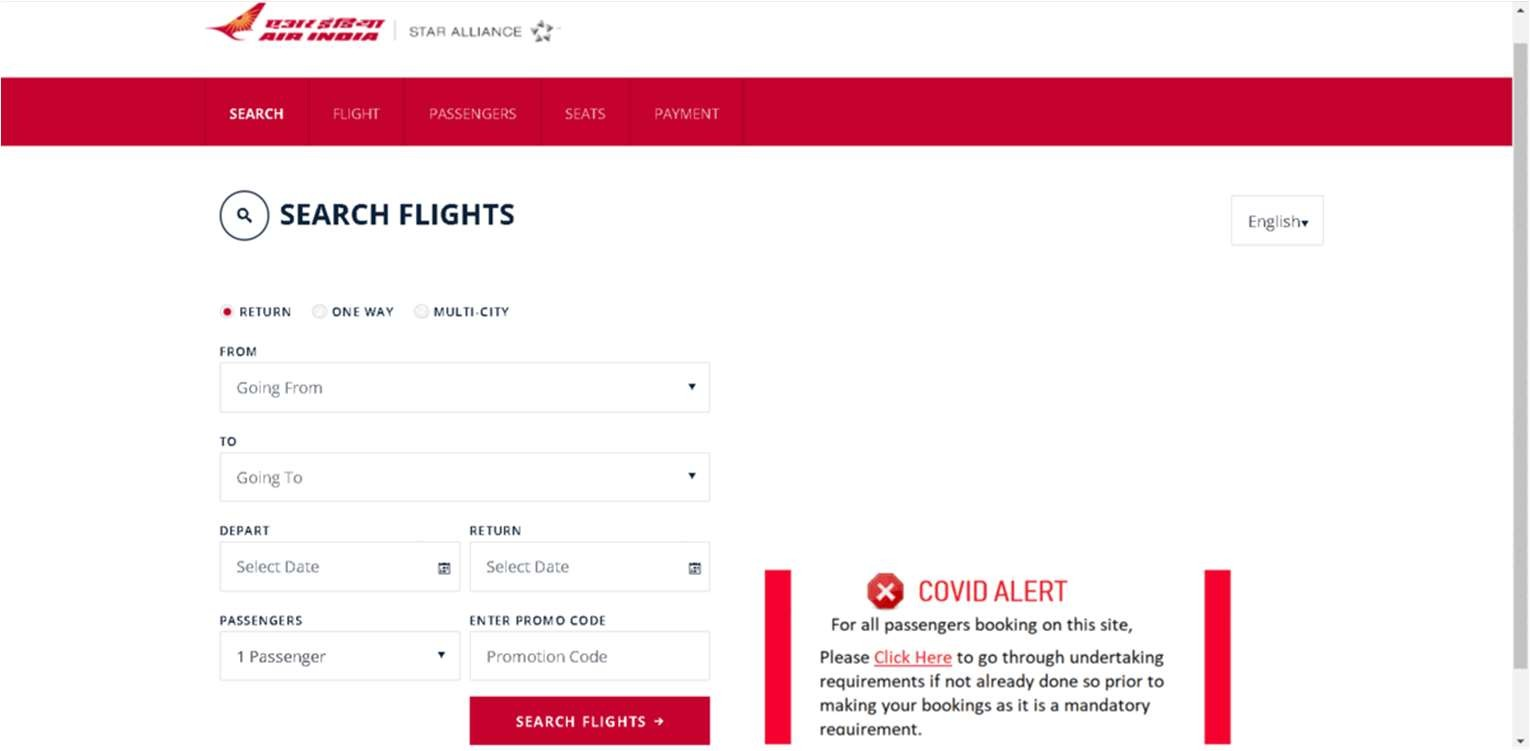 एअर इंडिया
AIR INDIA
STAR ALLIANCE
SEARCH FLIGHT PASSENGERS SEATS PAYMENT
SEARCH FLIGHTS
English
RETURN ONE WAY MULTI-CITY
FROM
Going From
TO
Going To
DEPART RETURN
Select Date Select Date
PASSENGERS ENTER PROMO CODE
1 Passenger Promotion Code
SEARCH FLIGHTS →
COVID ALERT
For all passengers booking on this site,
Please Click Here to go through undertaking
requirements if not already done so prior to
making your bookings as it is a mandatory
requirement.